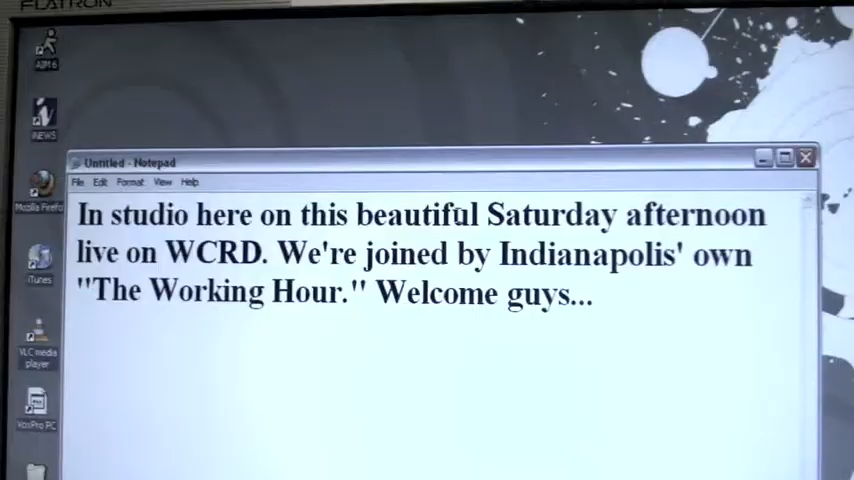 FLATRON
AIM 6
iNEWS
Untitled - Notepad
File Edit Format View Help
Mozilla Firefox
In studio here on this beautiful Saturday afternoon
live on WCRD. We're joined by Indianapolis' own
"The Working Hour." Welcome guys...
iTunes
VLC media
player
VoxPro PC